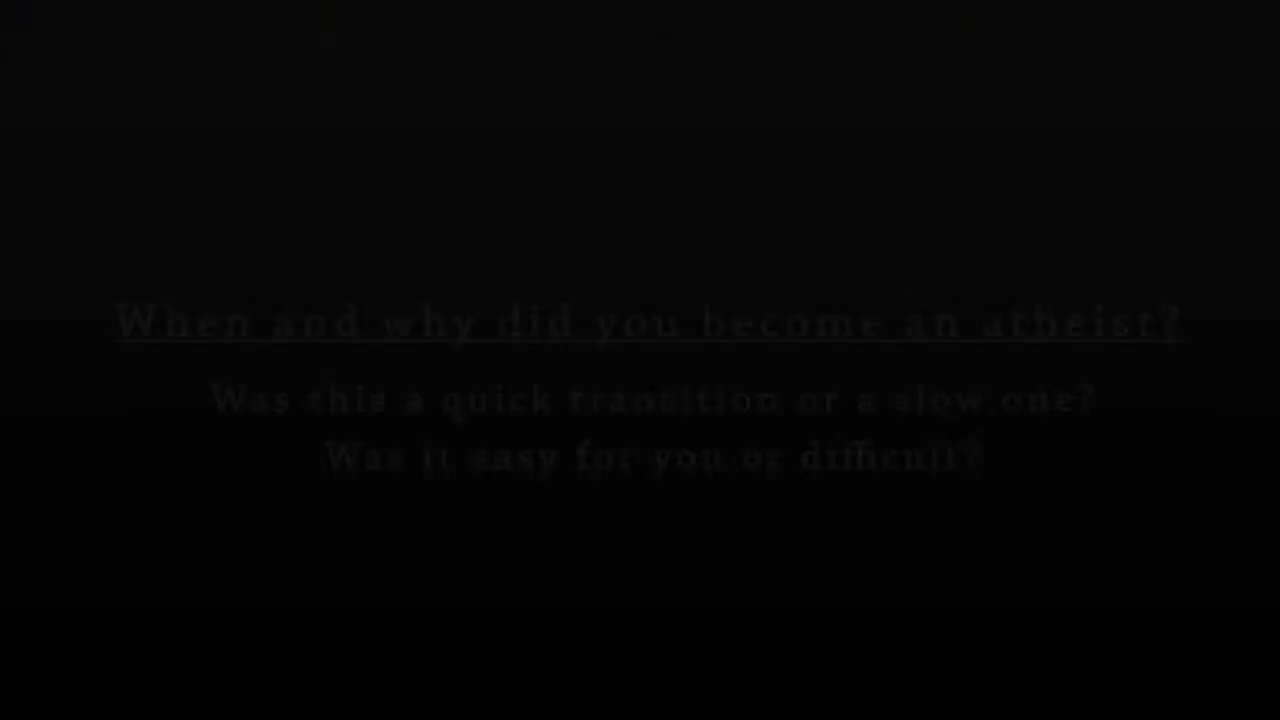 When and why did you become an atheist?
Was this a quick transition or a slow one?
Was it easy for you or difficult?